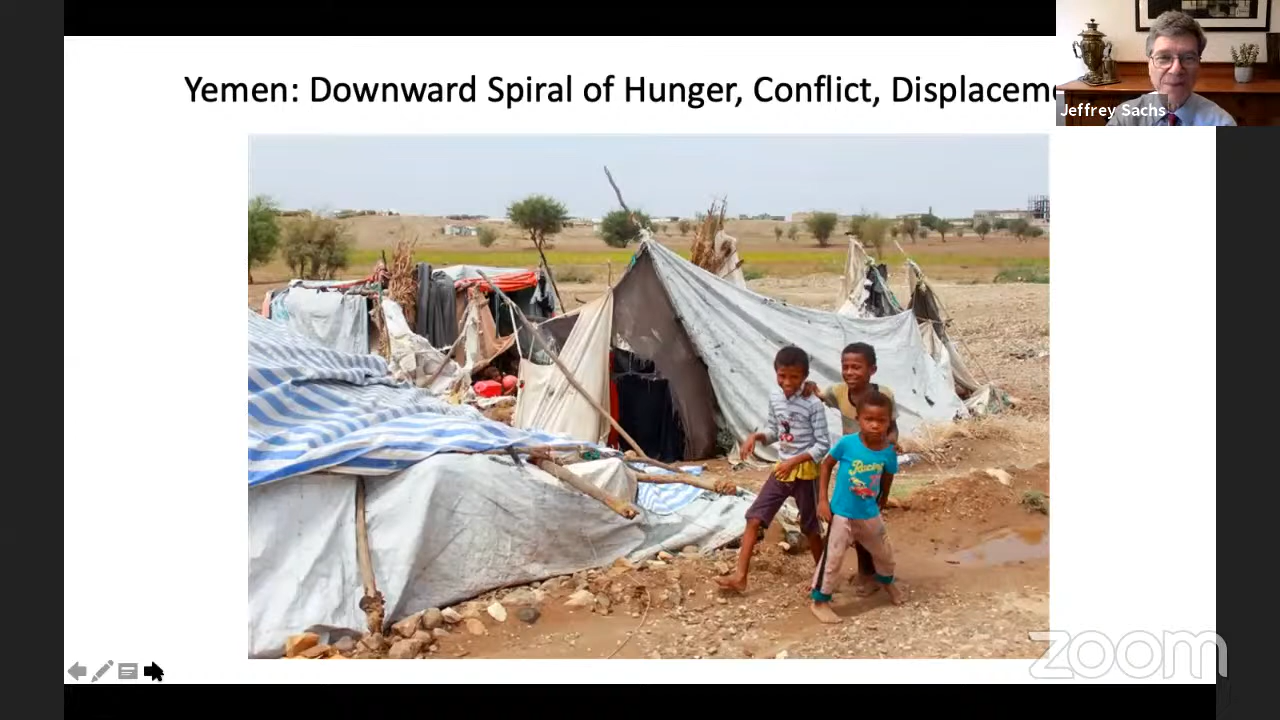 Yemen: Downward Spiral of Hunger, Conflict, Displaceme
Jeffrey Sachs
Racing
zoom